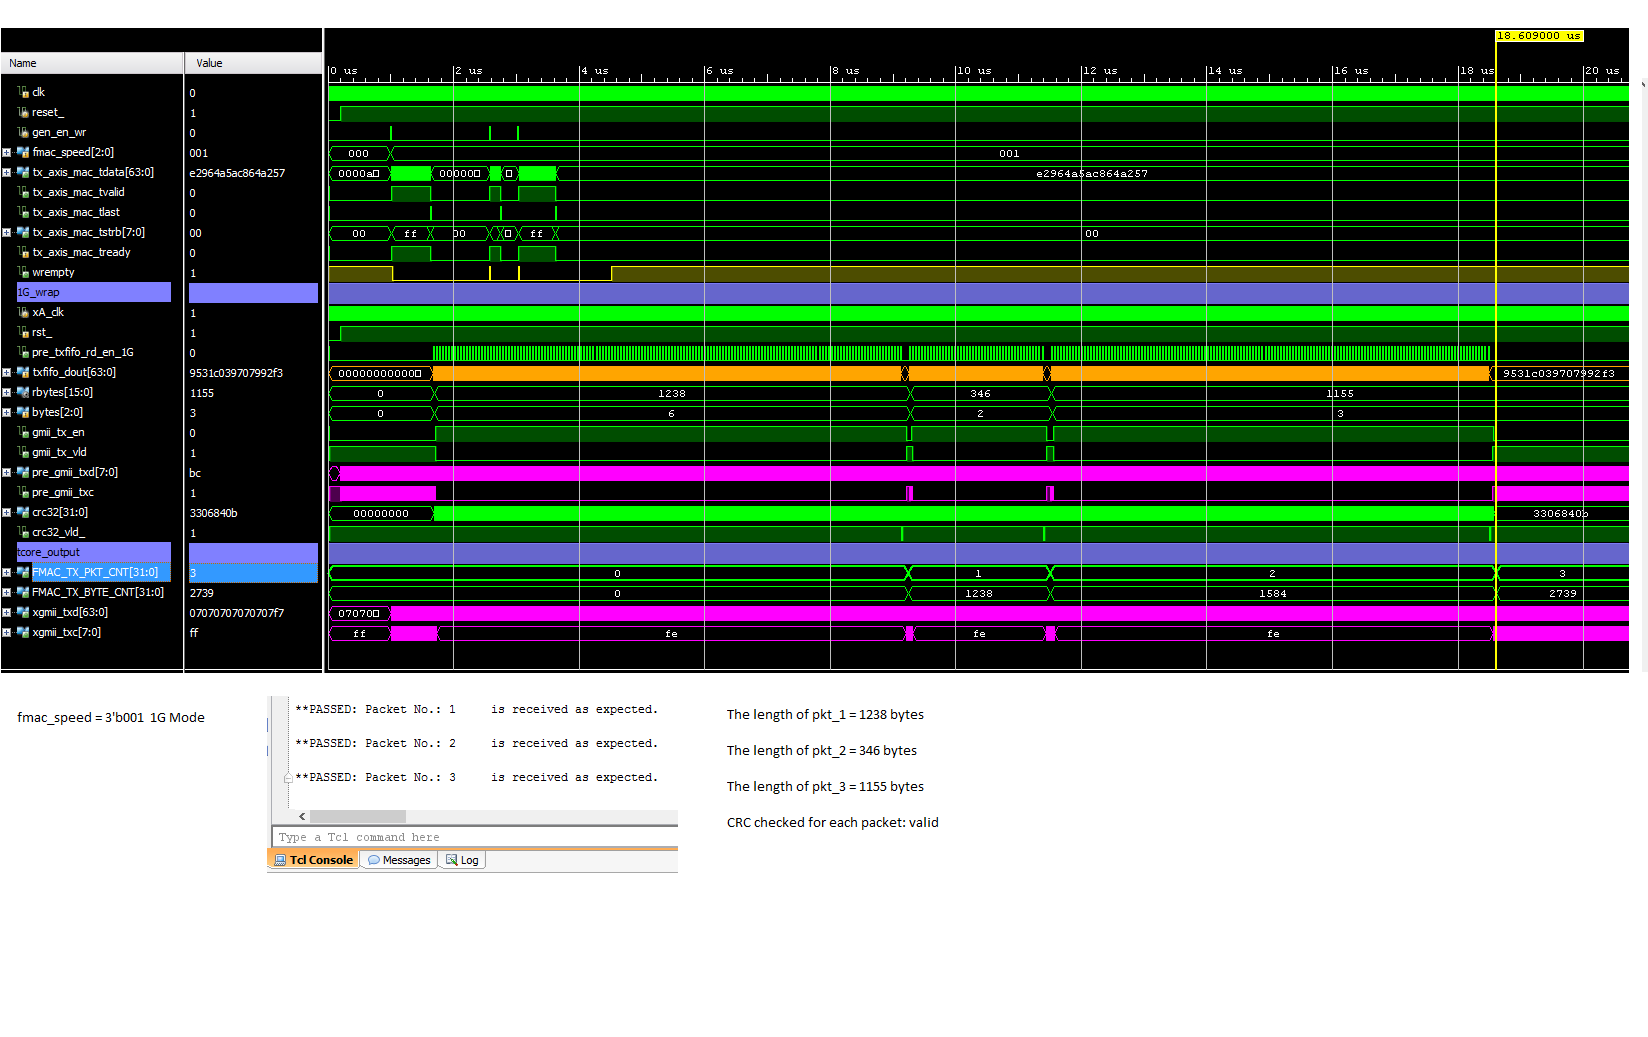 18.609000 us
Name Value
0 us 2 us 4 us 6 us 8 us 10 us 12 us 14 us 16 us 18 us 20 us
clk 0
reset_ 1
gen_en_wr 0
fmac_speed[2:0] 001 000 001
tx_axis_mac_tdata[63:0] e2964a5ac864a257 0000a 00000 e2964a5ac864a257
tx_axis_mac_tvalid 0
tx_axis_mac_tlast 0
tx_axis_mac_tstrb[7:0] 00 00 ff 00 ff 00
tx_axis_mac_tready 0
wrempty 1
1G_wrap
xA_clk 1
rst_ 1
pre_txfifo_rd_en_1G 0
txfifo_dout[63:0] 9531c039707992f3 00000000000 9531c039707992f3
rbytes[15:0] 1155 0 1238 346 1155
bytes[2:0] 3 0 6 2 3
gmii_tx_en 0
gmii_tx_vld 1
pre_gmii_txd[7:0] bc
pre_gmii_txc 1
crc32[31:0] 3306840b 00000000 3306840b
crc32_vld_ 1
tcore_output
FMAC_TX_PKT_CNT[31:0] 3 0 1 2 3
FMAC_TX_BYTE_CNT[31:0] 2739 0 1238 1584 2739
xgmii_txd[63:0] 07070707070707f7 07070
xgmii_txc[7:0] ff ff fe fe fe
fmac_speed = 3'b001 1G Mode
**PASSED: Packet No.: 1 is received as expected.
**PASSED: Packet No.: 2 is received as expected.
**PASSED: Packet No.: 3 is received as expected.
Type a Tcl command here
Tcl Console Messages Log
The length of pkt_1 = 1238 bytes
The length of pkt_2 = 346 bytes
The length of pkt_3 = 1155 bytes
CRC checked for each packet: valid